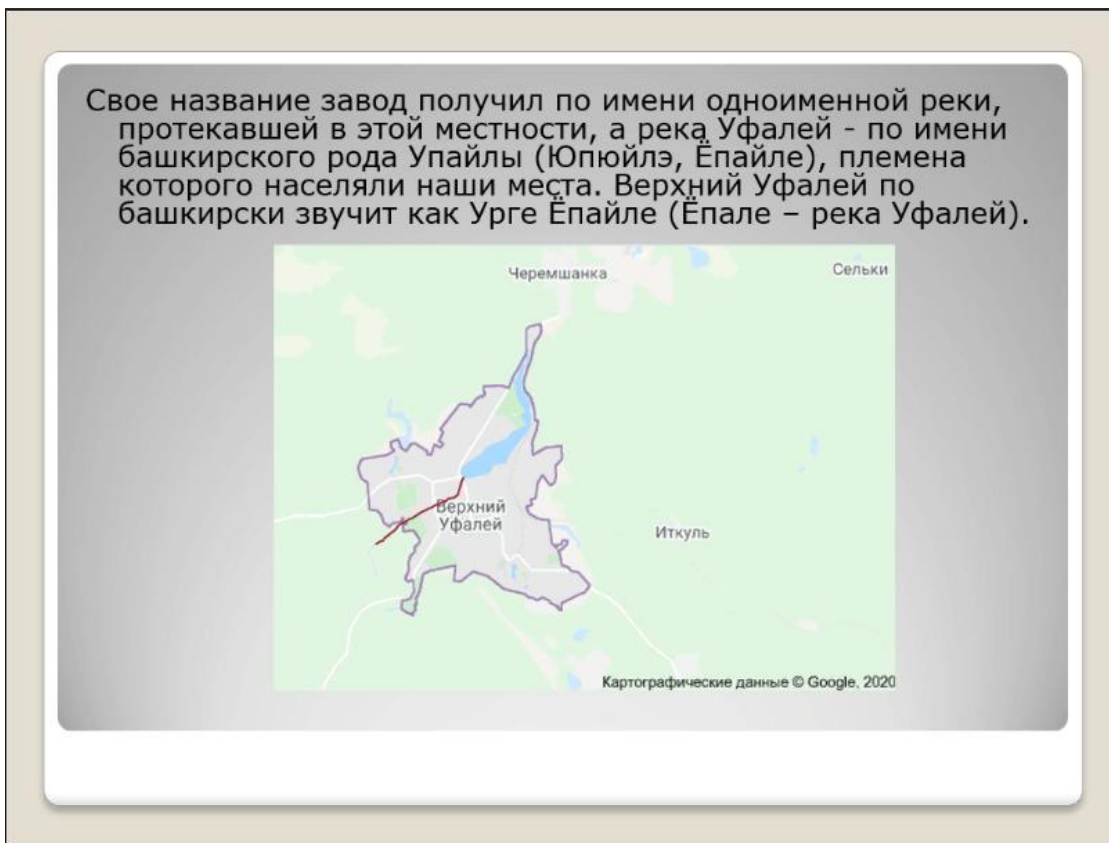 Свое название завод получил по имени одноименной реки,
протекавшей в этой местности, а река Уфалей - по имени
башкирского рода Упайлы (Юпюйлэ, Ёпайле), племена
которого населяли наши места. Верхний Уфалей по
башкирски звучит как Урге Ёпайле (Ёпале – река Уфалей).
Черемшанка
Сельки
Верхний
Уфалей
Иткуль
Картографические данные © Google, 2020